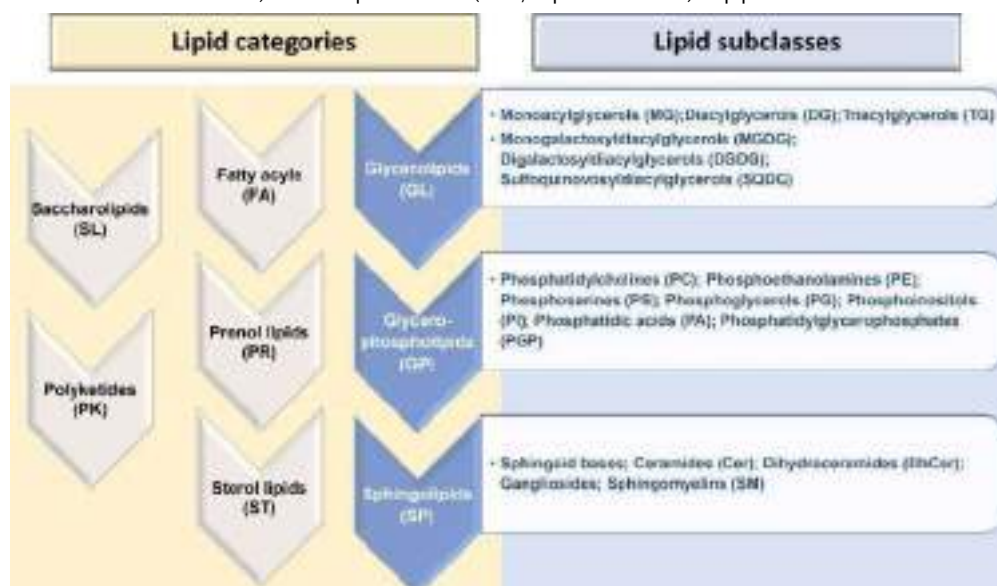 Lipid categories
Lipid subclasses
Saccharolipids
(SL)
Polyketides
(PK)
Fatty acyls
(FA)
Prenol lipids
(PR)
Sterol lipids
(ST)
Glycerolipids
(GL)
• Monoacylglycerols (MG);Diacylglycerols (DG);Triacylglycerols (TG)
• Monogalactosyldiacylglycerols (MGDG);
Digalactosyldiacylglycerols (DGDG);
Sulfoquinovosyldiacylglycerols (SQDG)
Glycero-
phospholipids
(GP)
• Phosphatidylcholines (PC); Phosphoethanolamines (PE);
Phosphoserines (PS); Phosphoglycerols (PG); Phosphoinositols
(PI); Phosphatidic acids (PA); Phosphatidylglycerophosphates
(PGP)
Sphingolipids
(SP)
• Sphingoid bases; Ceramides (Cer); Dihydroceramides (DhCer);
Gangliosides; Sphingomyelins (SM)